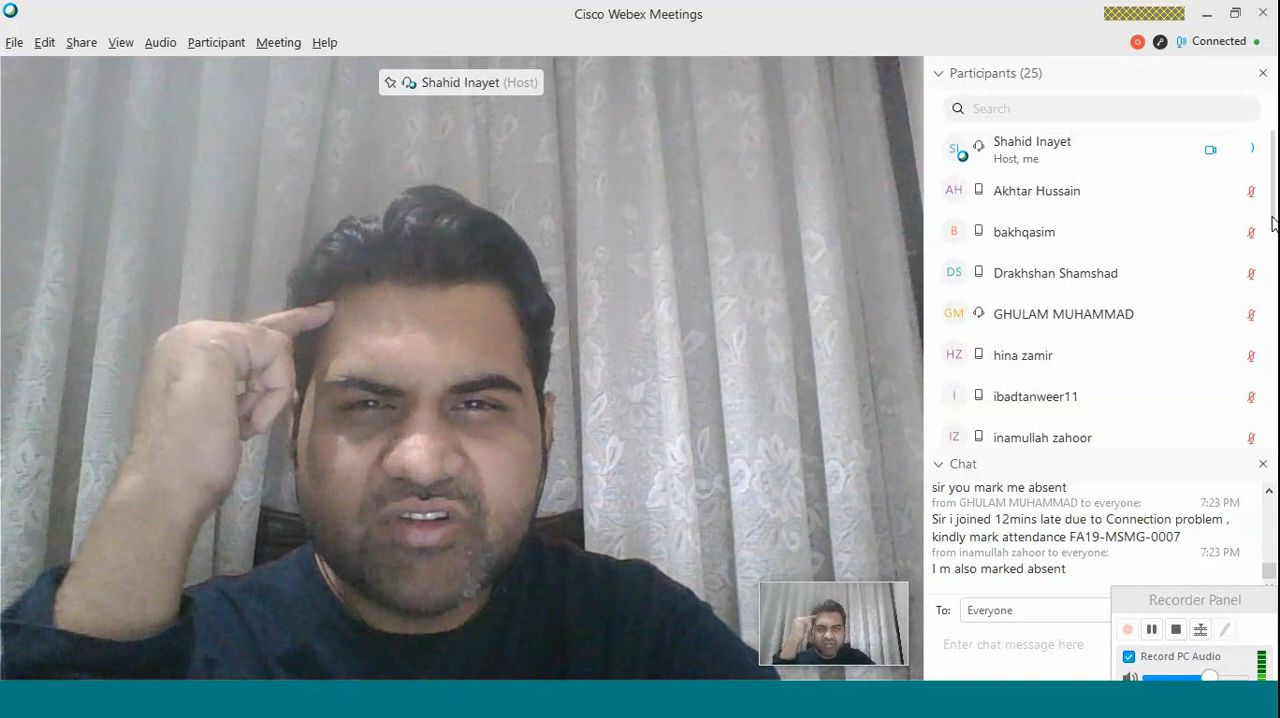 Cisco Webex Meetings
File Edit Share View Audio Participant Meeting Help
Connected
Shahid Inayet (Host)
Participants (25)
Search
SI Shahid Inayet
Host, me
AH Akhtar Hussain
B bakhqasim
DS Drakhshan Shamshad
GM GHULAM MUHAMMAD
HZ hina zamir
I ibadtanweer11
IZ inamullah zahoor
Chat
sir you mark me absent
from GHULAM MUHAMMAD to everyone: 7:23 PM
Sir i joined 12mins late due to Connection problem ,
kindly mark attendance FA19-MSMG-0007
from inamullah zahoor to everyone: 7:23 PM
I m also marked absent
To: Everyone
Enter chat message here
Recorder Panel
Record PC Audio